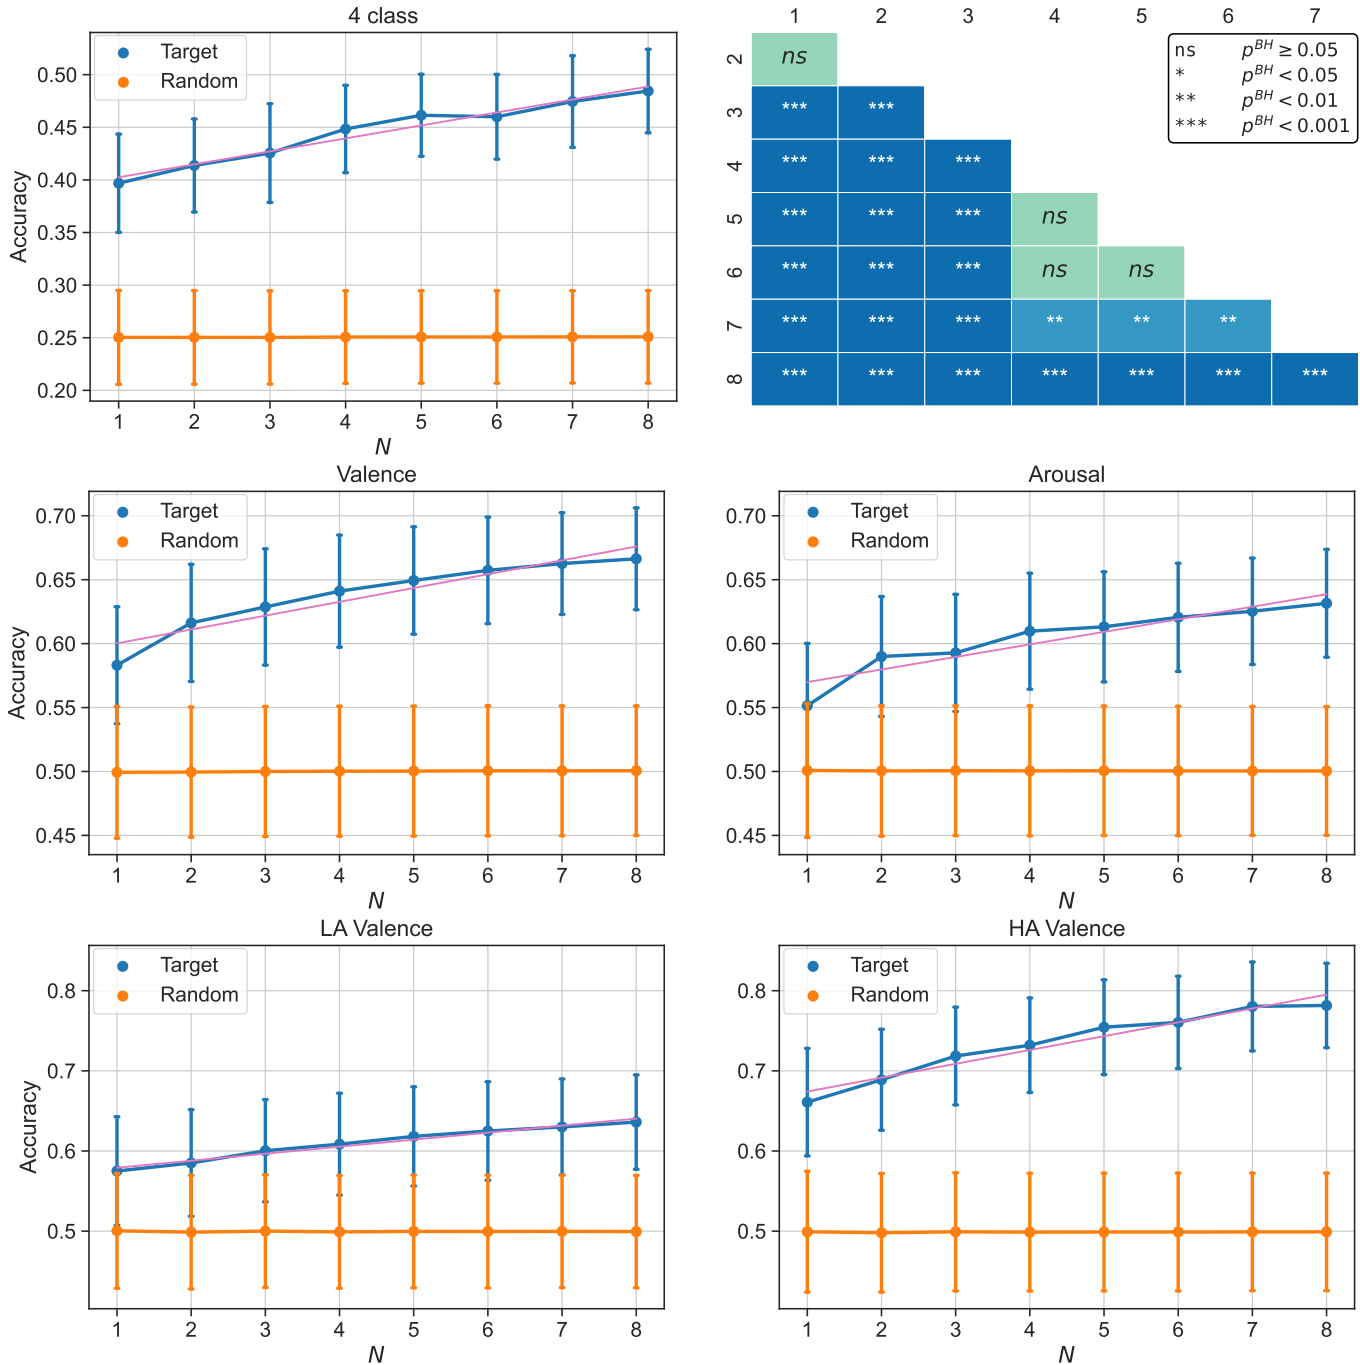 4 class
Target
Random
0.50
0.45
0.40
0.35
0.30
0.25
0.20
Accuracy
1 2 3 4 5 6 7 8
N
1 2 3 4 5 6 7
ns p^BH ≥ 0.05
* p^BH < 0.05
** p^BH < 0.01
*** p^BH < 0.001
2 ns
3 *** ***
4 *** *** ***
5 *** *** *** ns
6 *** *** *** ns ns
7 *** *** *** ** ** **
8 *** *** *** *** *** *** ***
Valence
Target
Random
0.70
0.65
0.60
0.55
0.50
0.45
Accuracy
1 2 3 4 5 6 7 8
N
Arousal
Target
Random
0.70
0.65
0.60
0.55
0.50
0.45
1 2 3 4 5 6 7 8
N
LA Valence
Target
Random
0.8
0.7
0.6
0.5
Accuracy
1 2 3 4 5 6 7 8
N
HA Valence
Target
Random
0.8
0.7
0.6
0.5
1 2 3 4 5 6 7 8
N